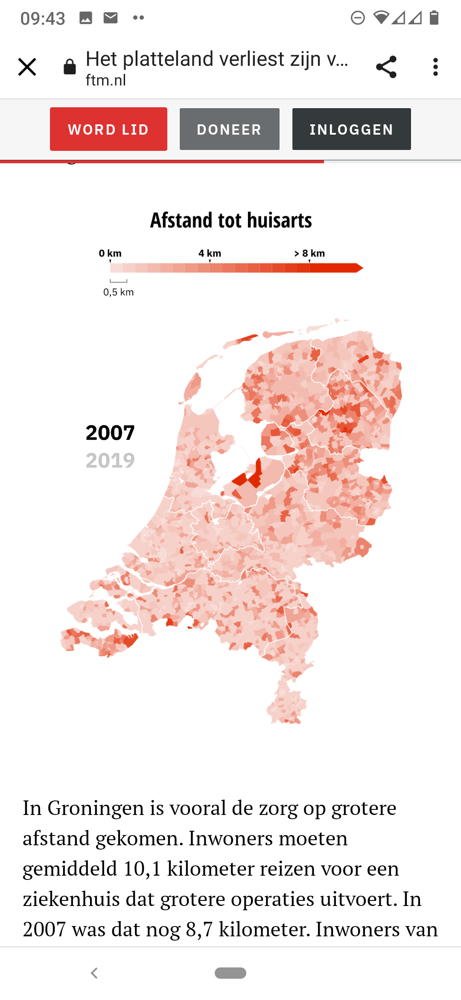 09:43
Het platteland verliest zijn v...
ftm.nl
WORD LID
DONEER
INLOGGEN
Afstand tot huisarts
0 km
4 km
> 8 km
0,5 km
2007
2019
In Groningen is vooral de zorg op grotere
afstand gekomen. Inwoners moeten
gemiddeld 10,1 kilometer reizen voor een
ziekenhuis dat grotere operaties uitvoert. In
2007 was dat nog 8,7 kilometer. Inwoners van